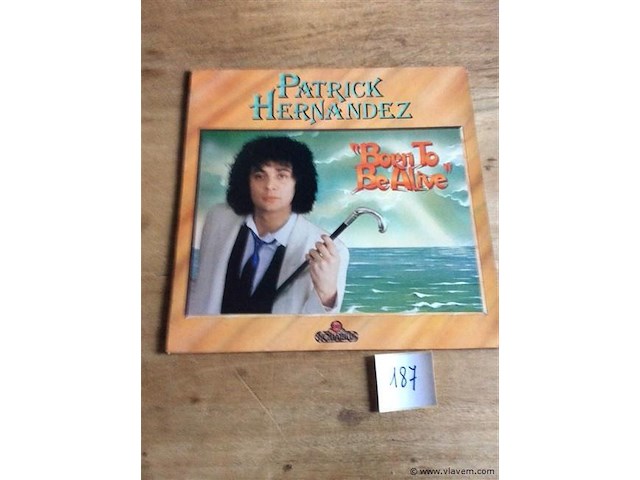 PATRICK
HERNANDEZ
"Born To
Be Alive"
187
© www.vlavem.com